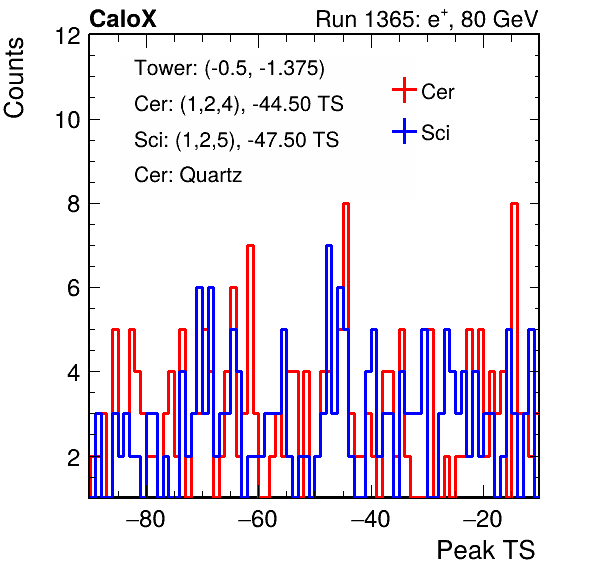 CaloX Run 1365: e⁺, 80 GeV
Counts
12
10
8
6
4
2
Tower: (-0.5, -1.375)
Cer: (1,2,4), -44.50 TS
Sci: (1,2,5), -47.50 TS
Cer: Quartz
Cer
Sci
−80 −60 −40 −20
Peak TS